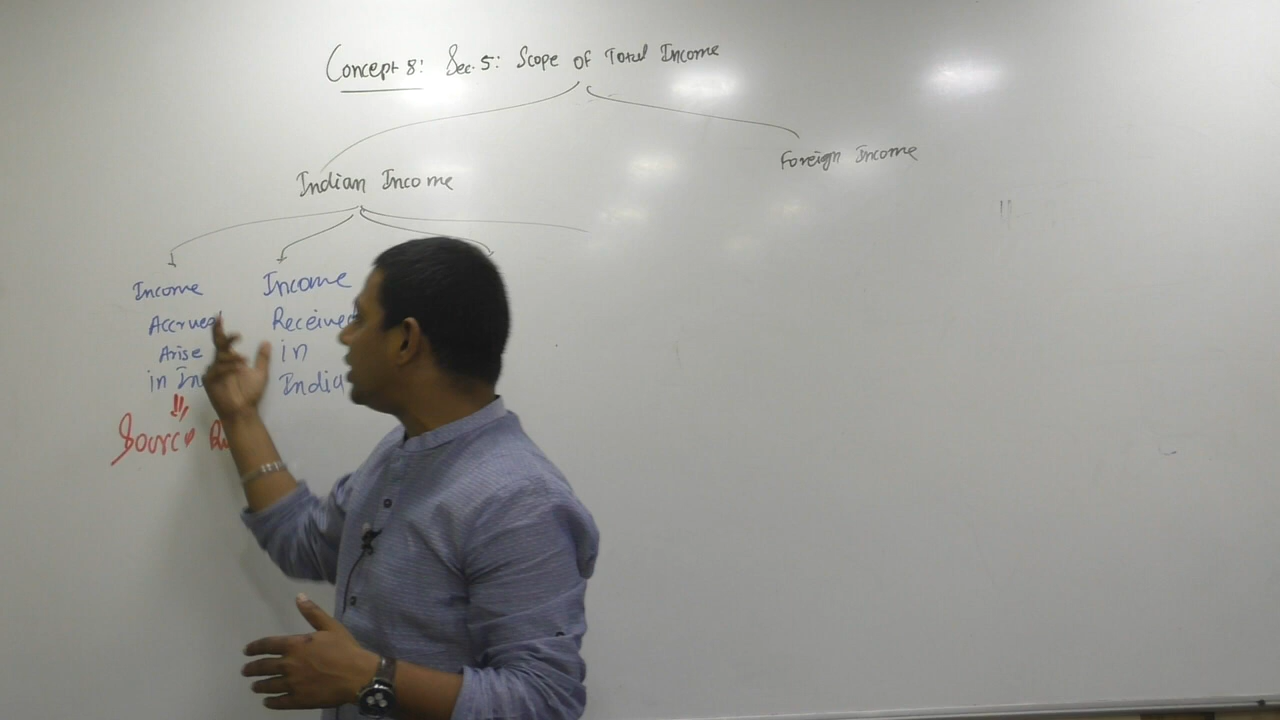 Concept 8: Sec. 5: Scope of Total Income
Indian Income
Foreign Income
Income
Accrued
Arise
in
Source
Income
Received
in
India